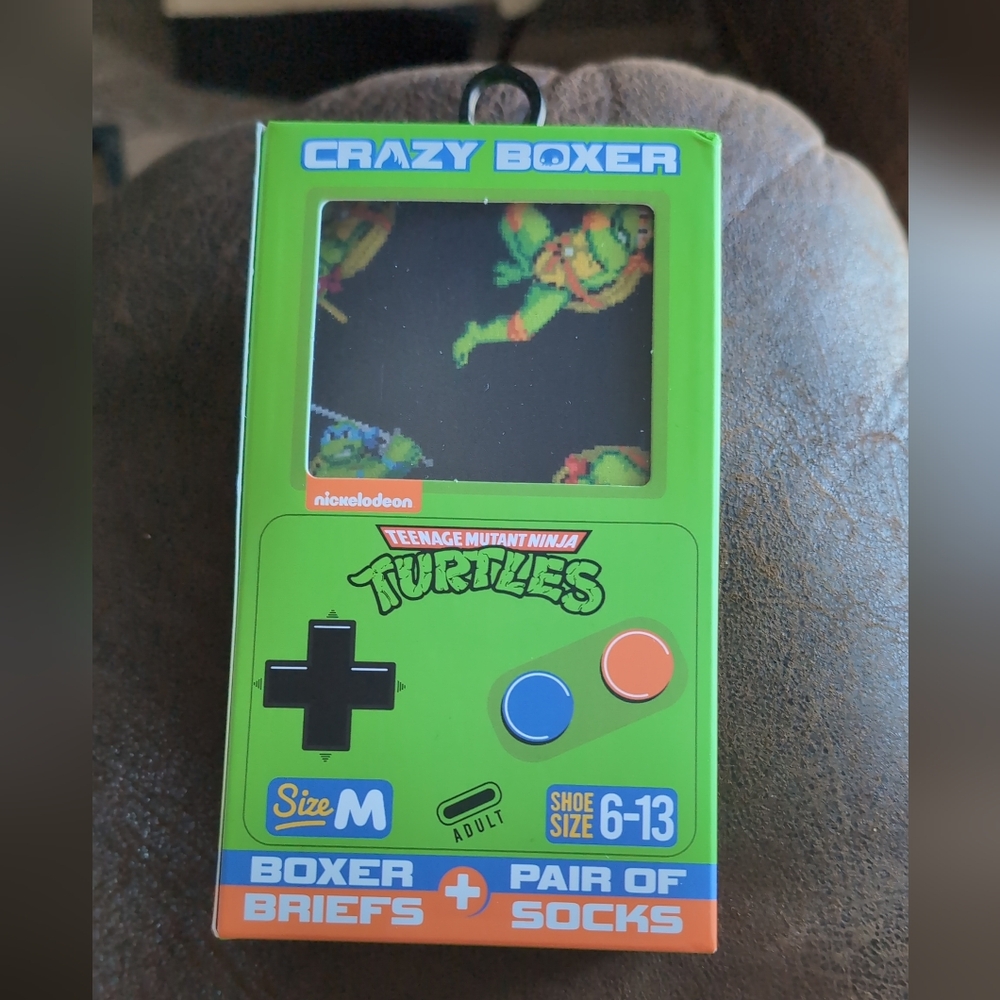 CRAZY BOXER
nickelodeon
TEENAGE MUTANT NINJA
TURTLES
Size M
ADULT
SHOE
SIZE 6-13
BOXER
BRIEFS
+
PAIR OF
SOCKS